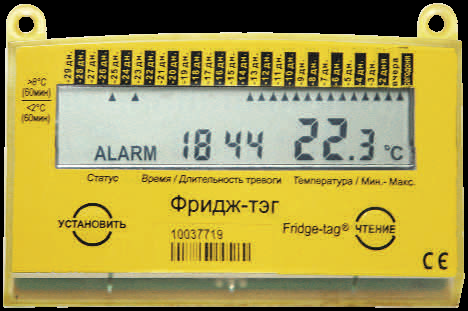 -29 дн. -28 дн. -27 дн. -26 дн. -25 дн. -24 дн. -23 дн. -22 дн. -21 дн. -20 дн. -19 дн. -18 дн. -17 дн. -16 дн. -15 дн. -14 дн. -13 дн. -12 дн. -11 дн. -10 дн. -9 дн. -8 дн. -7 дн. -6 дн. -5 дн. -4 дн. -3 дн. 2 дня вчера сегодня
>8°C
(60мин)
<2°C
(60мин)
ALARM 18 44 22.3 °C
Статус Время / Длительность тревоги Температура / Мин.- Макс.
Фридж-тэг
УСТАНОВИТЬ 10037719 Fridge-tag® ЧТЕНИЕ
CE